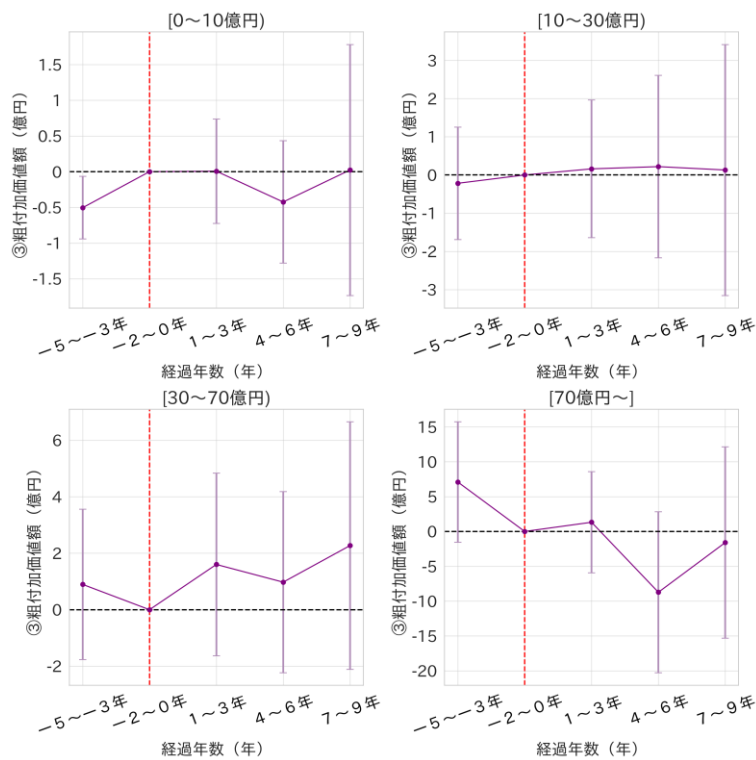 [0～10億円)
③粗付加価値額（億円）
1.5
1
0.5
0
-0.5
-1
-1.5
－5～－3年
－2～0年
1～3年
4～6年
7～9年
経過年数（年）
[10～30億円)
③粗付加価値額（億円）
3
2
1
0
-1
-2
-3
－5～－3年
－2～0年
1～3年
4～6年
7～9年
経過年数（年）
[30～70億円)
③粗付加価値額（億円）
6
4
2
0
-2
－5～－3年
－2～0年
1～3年
4～6年
7～9年
経過年数（年）
[70億円～]
③粗付加価値額（億円）
15
10
5
0
-5
-10
-15
-20
－5～－3年
－2～0年
1～3年
4～6年
7～9年
経過年数（年）